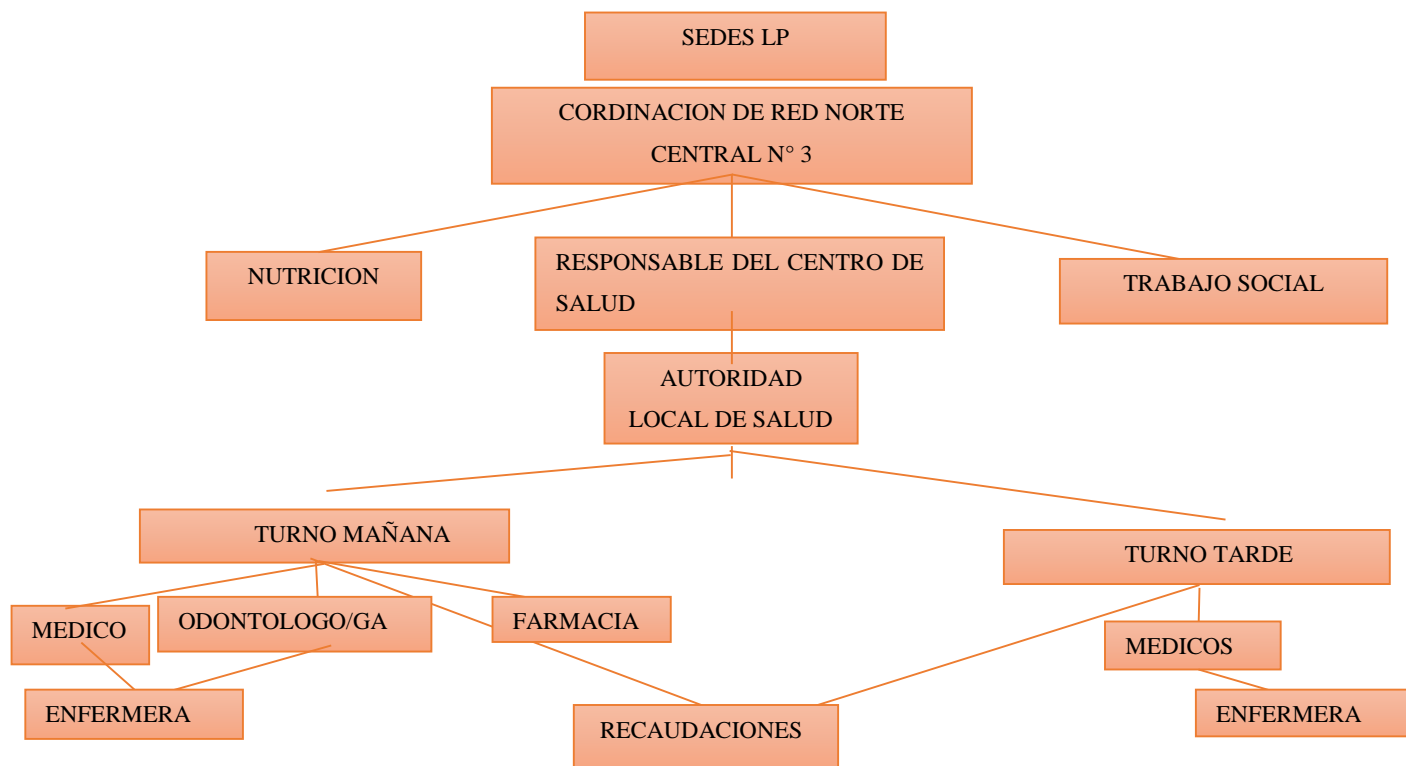 SEDES LP
CORDINACION DE RED NORTE
CENTRAL N° 3
NUTRICION
RESPONSABLE DEL CENTRO DE
SALUD
TRABAJO SOCIAL
AUTORIDAD
LOCAL DE SALUD
TURNO MAÑANA
TURNO TARDE
MEDICO
ODONTOLOGO/GA
FARMACIA
MEDICOS
ENFERMERA
RECAUDACIONES
ENFERMERA